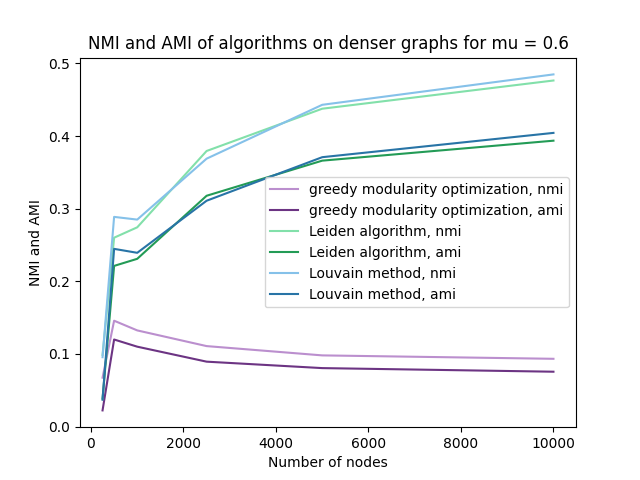 NMI and AMI of algorithms on denser graphs for mu = 0.6
NMI and AMI
0.5
0.4
0.3
0.2
0.1
0.0
greedy modularity optimization, nmi
greedy modularity optimization, ami
Leiden algorithm, nmi
Leiden algorithm, ami
Louvain method, nmi
Louvain method, ami
0 2000 4000 6000 8000 10000
Number of nodes